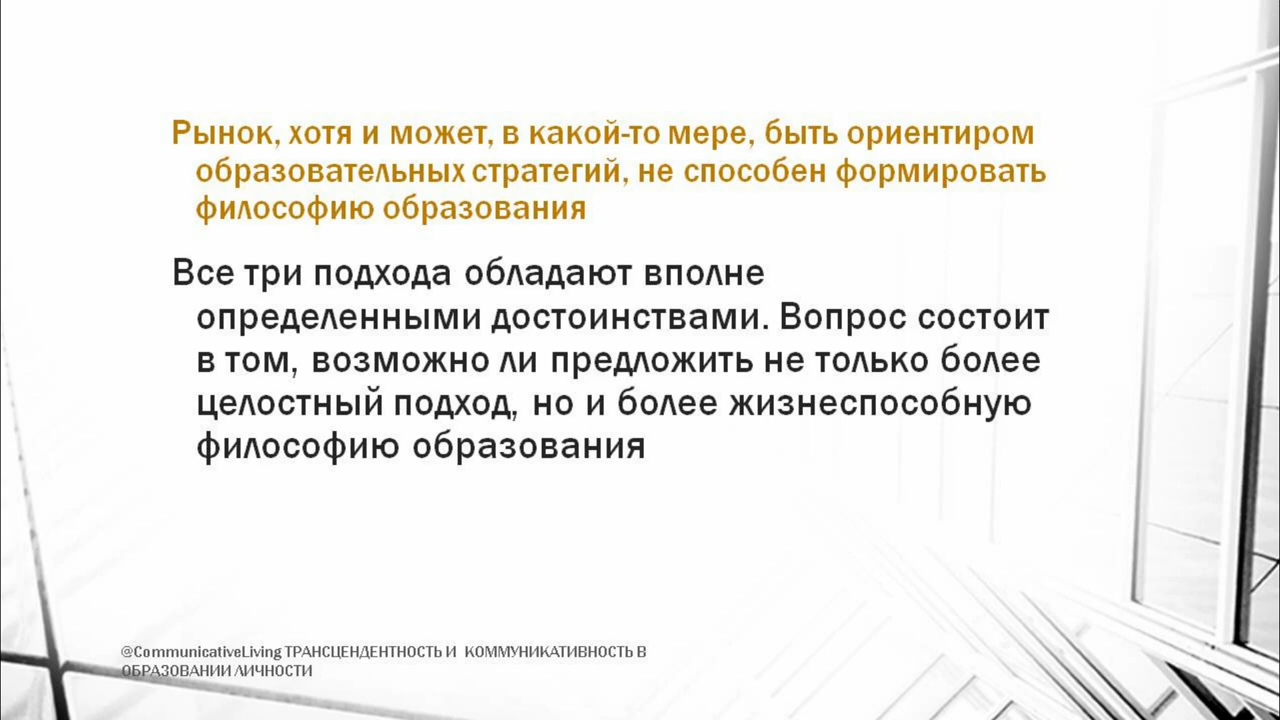 Рынок, хотя и может, в какой-то мере, быть ориентиром
образовательных стратегий, не способен формировать
философию образования
Все три подхода обладают вполне
определенными достоинствами. Вопрос состоит
в том, возможно ли предложить не только более
целостный подход, но и более жизнеспособную
философию образования
@CommunicativeLiving ТРАНСЦЕНДЕНТНОСТЬ И КОММУНИКАТИВНОСТЬ В
ОБРАЗОВАНИИ ЛИЧНОСТИ